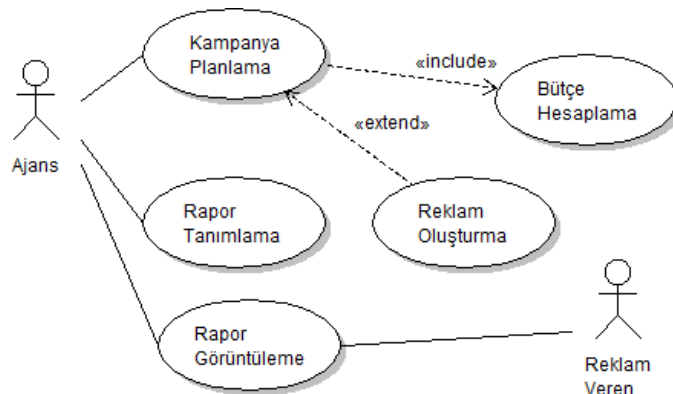 Kampanya
Planlama
«include»
Bütçe
Hesaplama
«extend»
Ajans
Rapor
Tanımlama
Reklam
Oluşturma
Rapor
Görüntüleme
Reklam
Veren